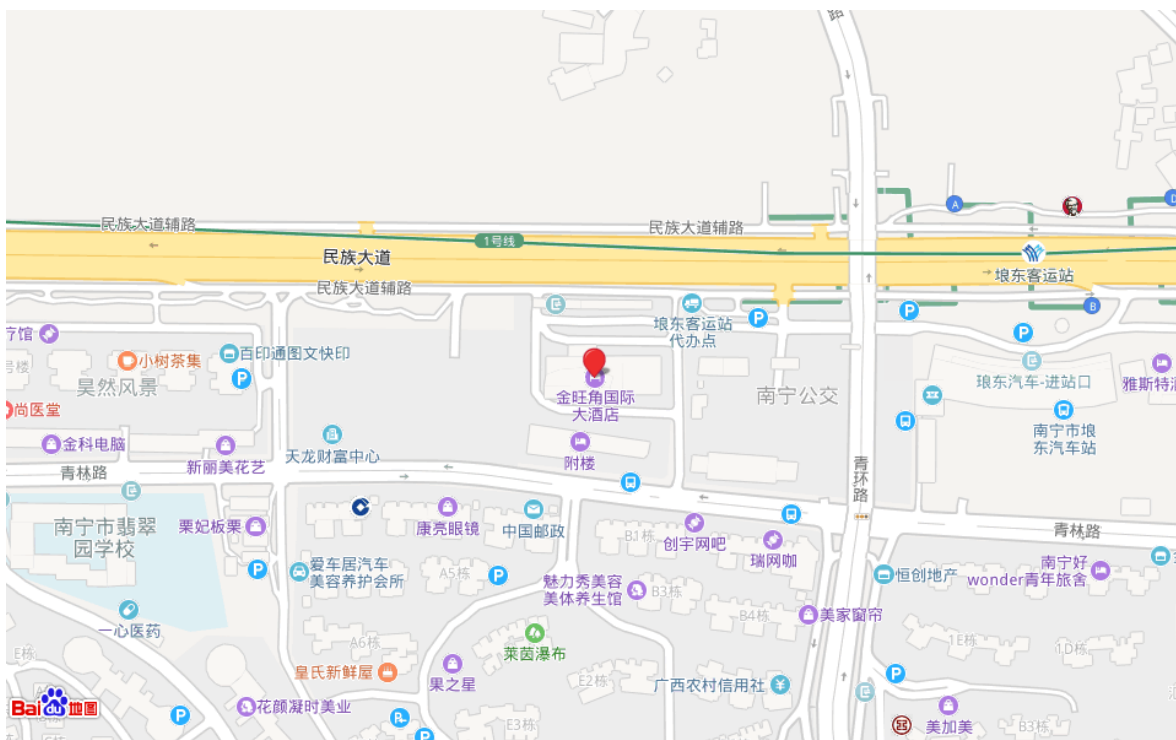 路
A
D
民族大道辅路
民族大道辅路
1号线
民族大道
埌东客运站
民族大道辅路
B
埌东客运站
代办点
P
P
P
疗馆
小树茶集
百印通图文快印
号楼
昊然风景
P
金旺角国际
大酒店
南宁公交
琅东汽车-进站口
雅斯特酒
尚医堂
南宁市埌
东汽车站
金科电脑
新丽美花艺
天龙财富中心
附楼
青林路
青环路
南宁市翡翠
园学校
栗妃板栗
康亮眼镜
中国邮政
B1栋
创宇网吧
瑞网咖
青林路
P
爱车居汽车
美容养护会所
A5栋
P
魅力秀美容
美体养生馆
B3栋
恒创地产
南宁好
wonder青年旅舍
一心医药
B4栋
美家窗帘
A6栋
莱茵瀑布
1E栋
1D栋
E栋
皇氏新鲜屋
果之星
E2栋
广西农村信用社
P
Bai du 地图
P
花颜凝时美业
P
E3栋
P
美加美
B3栋